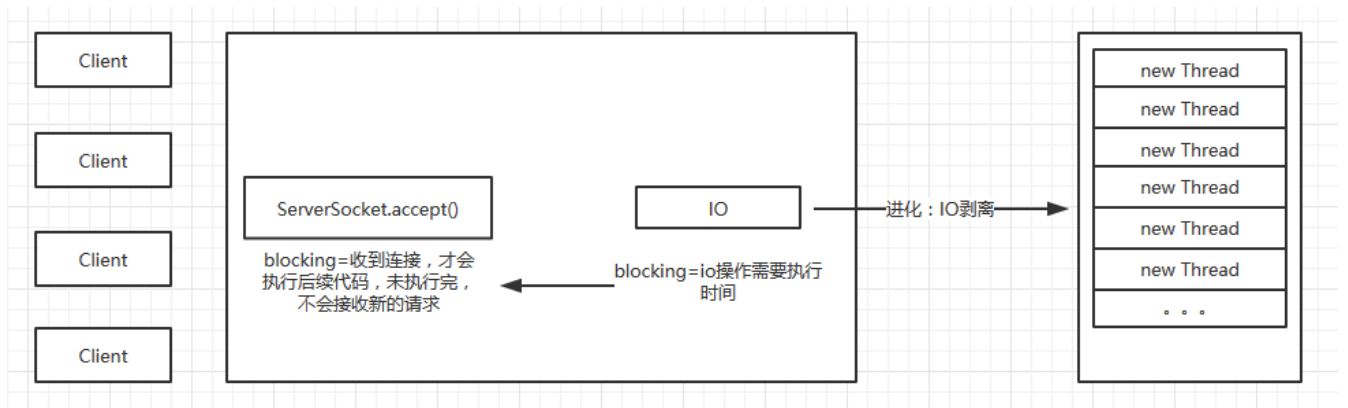 Client
Client
Client
Client
ServerSocket.accept()
blocking=收到连接，才会
执行后续代码，未执行完，
不会接收新的请求
IO
blocking=io操作需要执行
时间
进化：IO剥离
new Thread
new Thread
new Thread
new Thread
new Thread
new Thread
。。。